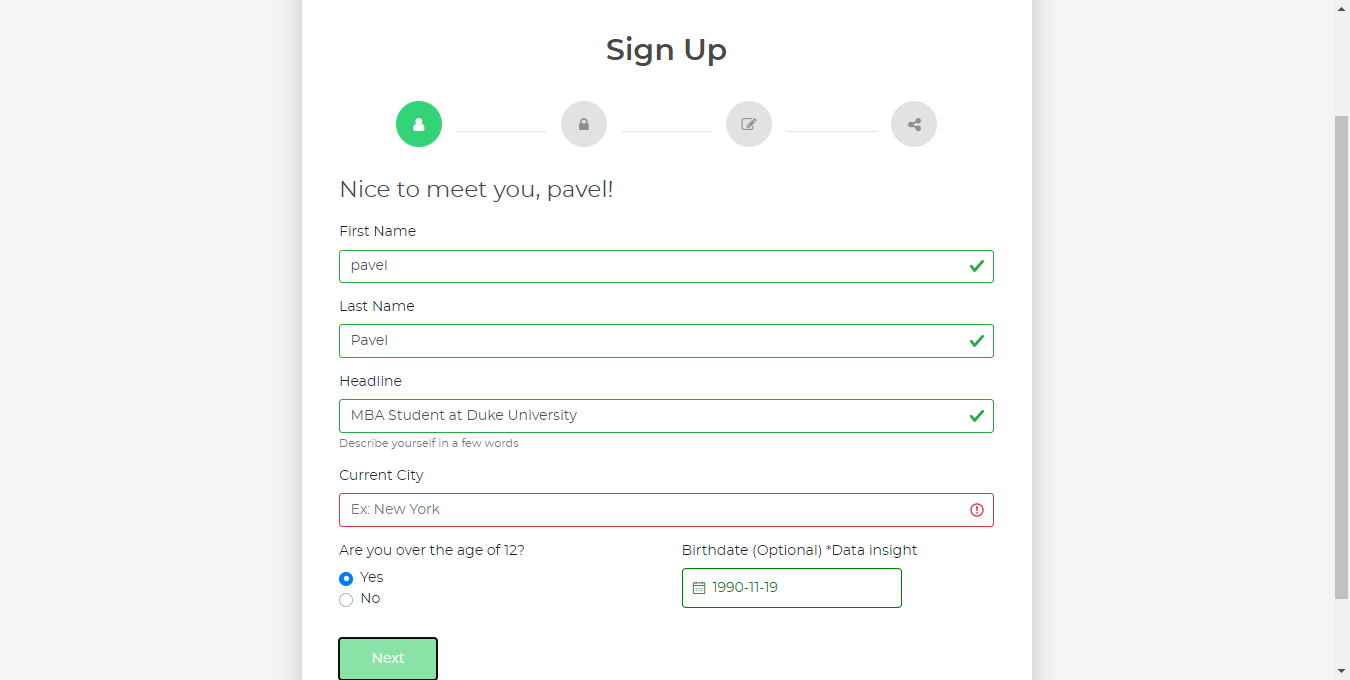 Sign Up
Nice to meet you, pavel!
First Name
pavel
Last Name
Pavel
Headline
MBA Student at Duke University
Describe yourself in a few words
Current City
Ex: New York
Are you over the age of 12?
Yes
No
Birthdate (Optional) *Data insight
1990-11-19
Next